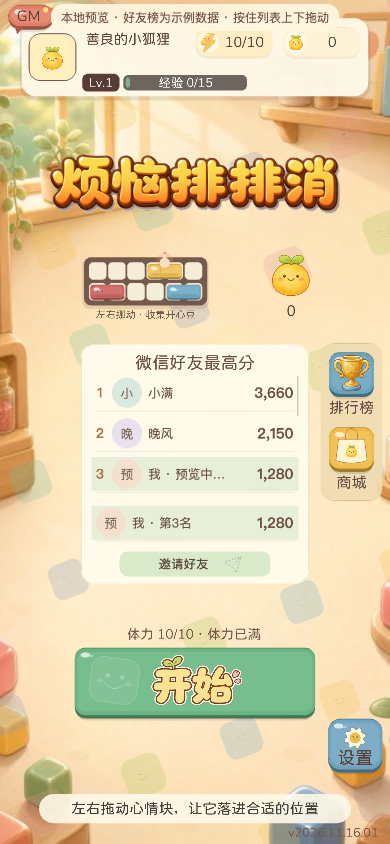 GM
本地预览 · 好友榜为示例数据 · 按住列表上下拖动
善良的小狐狸
10/10
0
Lv.1
经验 0/15
烦恼排排消
左右挪动 · 收集开心豆
0
微信好友最高分
1 小 小满 3,660
2 晚 晚风 2,150
3 预 我 · 预览中... 1,280
预 我 · 第3名 1,280
邀请好友
排行榜
商城
体力 10/10 · 体力已满
开始
设置
左右拖动心情块，让它落进合适的位置
v2026.11.16.01